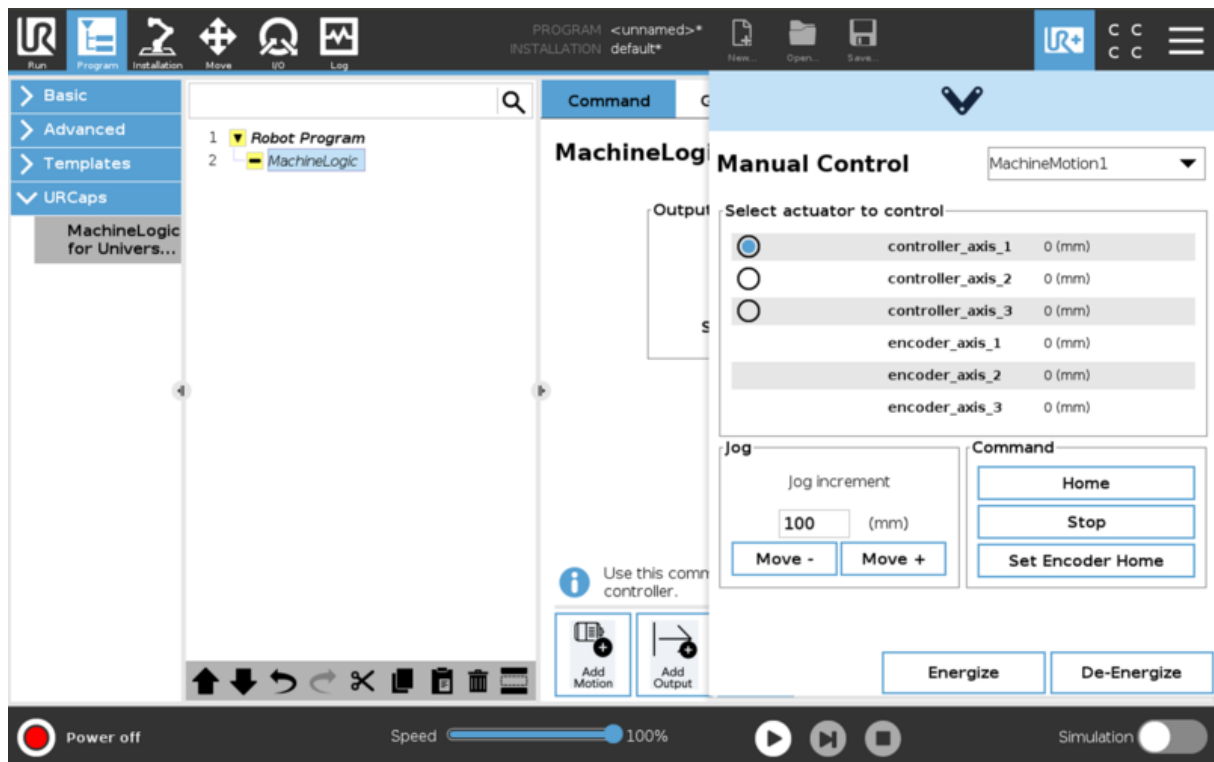 UR
Run
Program
Installation
Move
I/O
Log
PROGRAM <unnamed>*
INSTALLATION default*
New...
Open...
Save...
UR+
C C
C C
Basic
Advanced
Templates
URCaps
MachineLogic
for Univers...
1 Robot Program
2 MachineLogic
Command G
MachineLogi
Output
S
Use this comm
controller.
Add
Motion
Add
Output
Manual Control
MachineMotion1
Select actuator to control
controller_axis_1 0 (mm)
controller_axis_2 0 (mm)
controller_axis_3 0 (mm)
encoder_axis_1 0 (mm)
encoder_axis_2 0 (mm)
encoder_axis_3 0 (mm)
Jog
Jog increment
100 (mm)
Move - Move +
Command
Home
Stop
Set Encoder Home
Energize De-Energize
Power off
Speed 100%
Simulation